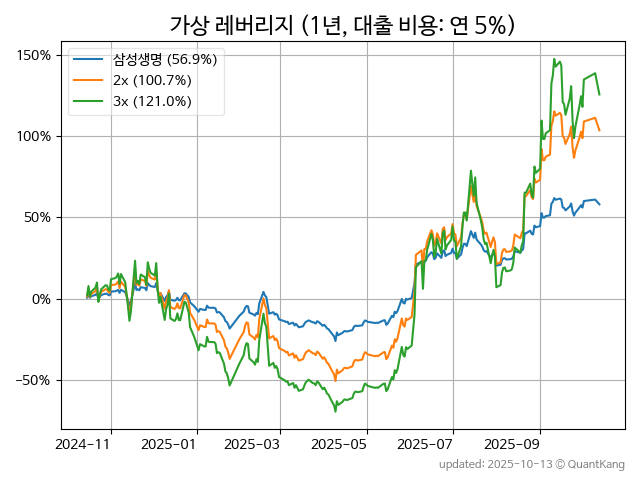 가상 레버리지 (1년, 대출 비용: 연 5%)
삼성생명 (56.9%)
2x (100.7%)
3x (121.0%)
150%
100%
50%
0%
−50%
2024-11 2025-01 2025-03 2025-05 2025-07 2025-09
updated: 2025-10-13 © QuantKang